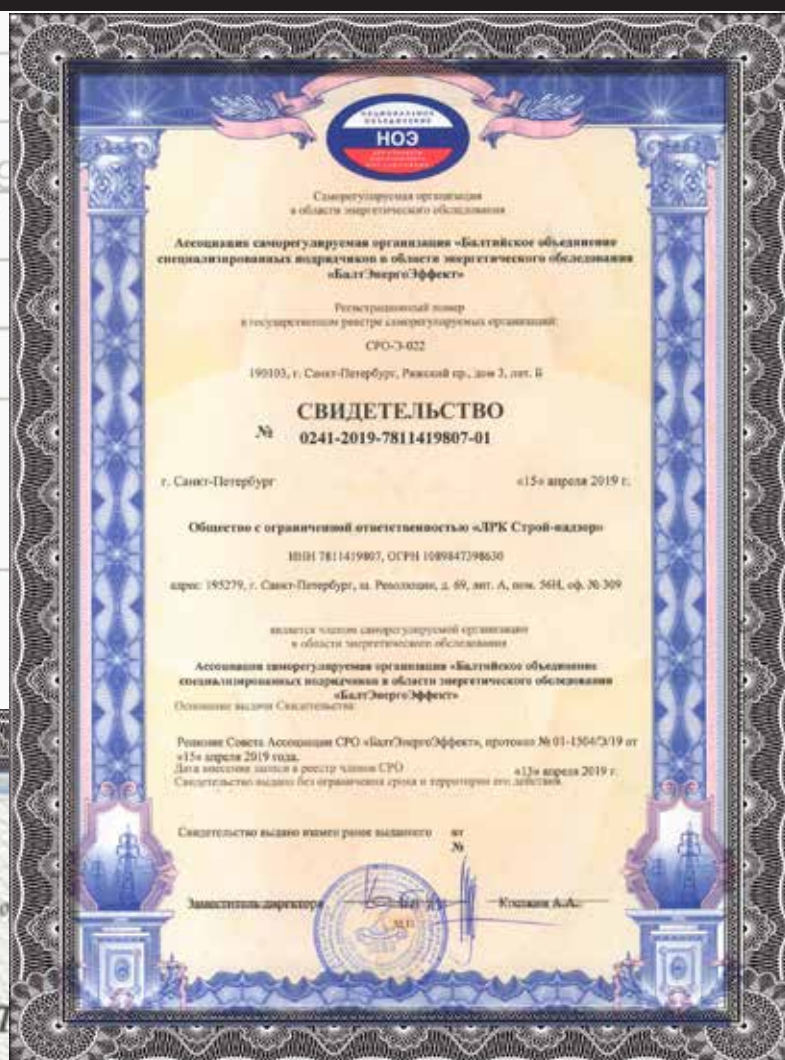 НАЦИОНАЛЬНОЕ
ОБЪЕДИНЕНИЕ
НОЭ
Саморегулируемая организация
в области энергетического обследования
Ассоциация саморегулируемая организация «Балтийское объединение
специализированных подрядчиков в области энергетического обследования
«БалтЭнергоЭффект»
Регистрационный номер
в государственном реестре саморегулируемых организаций:
СРО-Э-022
190103, г. Санкт-Петербург, Рижский пр., дом 3, лит. Б
СВИДЕТЕЛЬСТВО
№ 0241-2019-7811419807-01
г. Санкт-Петербург «15» апреля 2019 г.
Общество с ограниченной ответственностью «ЛРК Строй-надзор»
ИНН 7811419807, ОГРН 1089847398630
адрес: 195279, г. Санкт-Петербург, ш. Революции, д. 69, лит. А, пом. 56Н, оф. № 309
является членом саморегулируемой организации
в области энергетического обследования
Ассоциация саморегулируемая организация «Балтийское объединение
специализированных подрядчиков в области энергетического обследования
«БалтЭнергоЭффект»
Основание выдачи Свидетельства:
Решение Совета Ассоциации СРО «БалтЭнергоЭффект», протокол № 01-1504/Э/19 от
«15» апреля 2019 года.
Дата внесения записи в реестр членов СРО «15» апреля 2019 г.
Свидетельство выдано без ограничения срока и территории его действия
Свидетельство выдано взамен ранее выданного от
№
Заместитель директора А.А.
М.П.